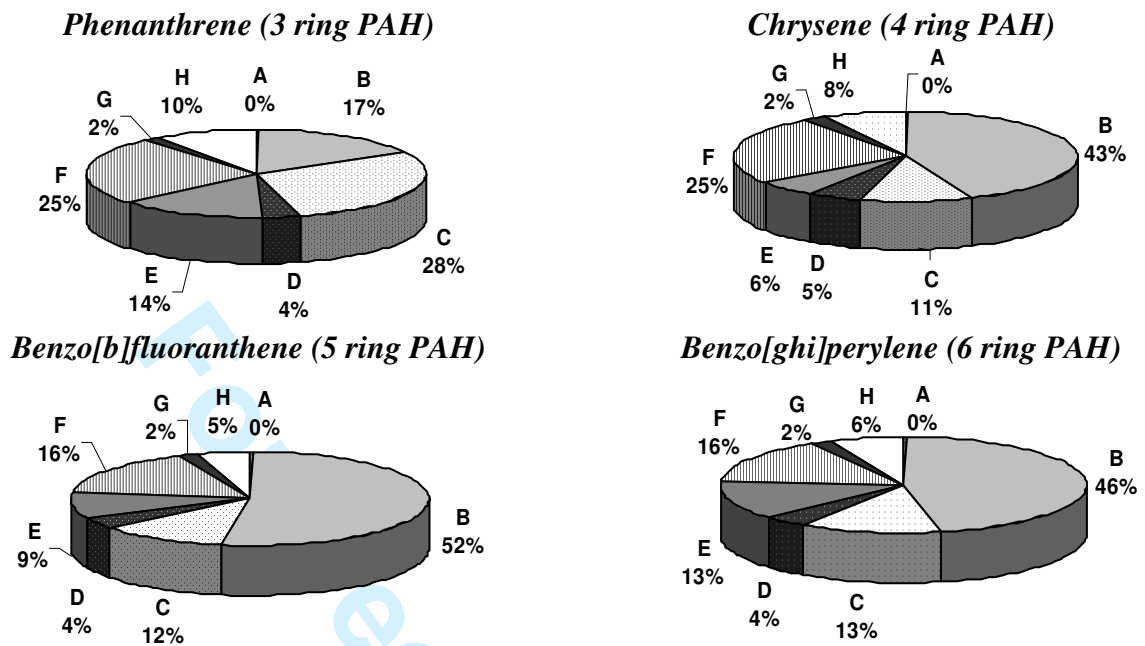 Phenanthrene (3 ring PAH)
A
0%
B
17%
C
28%
D
4%
E
14%
F
25%
G
2%
H
10%
Chrysene (4 ring PAH)
A
0%
B
43%
C
11%
D
5%
E
6%
F
25%
G
2%
H
8%
Benzo[b]fluoranthene (5 ring PAH)
A
0%
B
52%
C
12%
D
4%
E
9%
F
16%
G
2%
H
5%
Benzo[ghi]perylene (6 ring PAH)
A
0%
B
46%
C
13%
D
4%
E
13%
F
16%
G
2%
H
6%